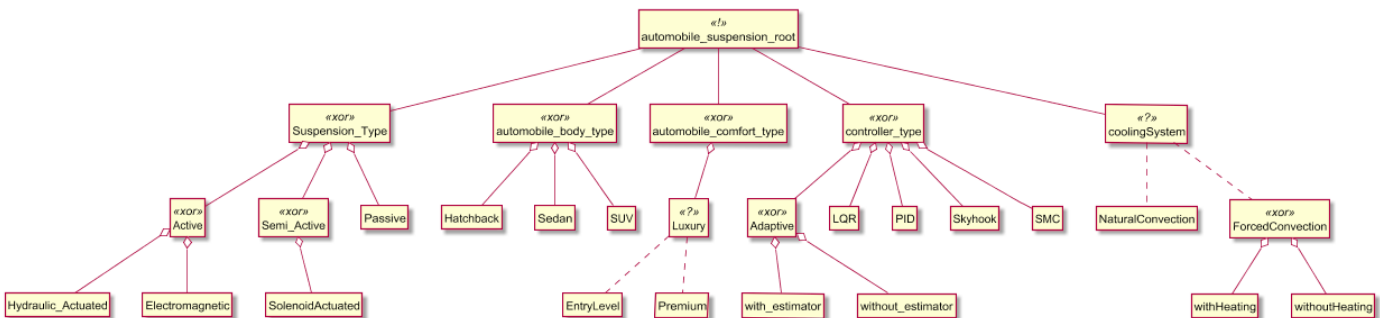 «!»
automobile_suspension_root
«xor»
Suspension_Type
«xor»
automobile_body_type
«xor»
automobile_comfort_type
«xor»
controller_type
«?»
coolingSystem
«xor»
Active
«xor»
Semi_Active
Passive
Hatchback
Sedan
SUV
«?»
Luxury
«xor»
Adaptive
LQR
PID
Skyhook
SMC
NaturalConvection
«xor»
ForcedConvection
Hydraulic_Actuated
Electromagnetic
SolenoidActuated
EntryLevel
Premium
with_estimator
without_estimator
withHeating
withoutHeating